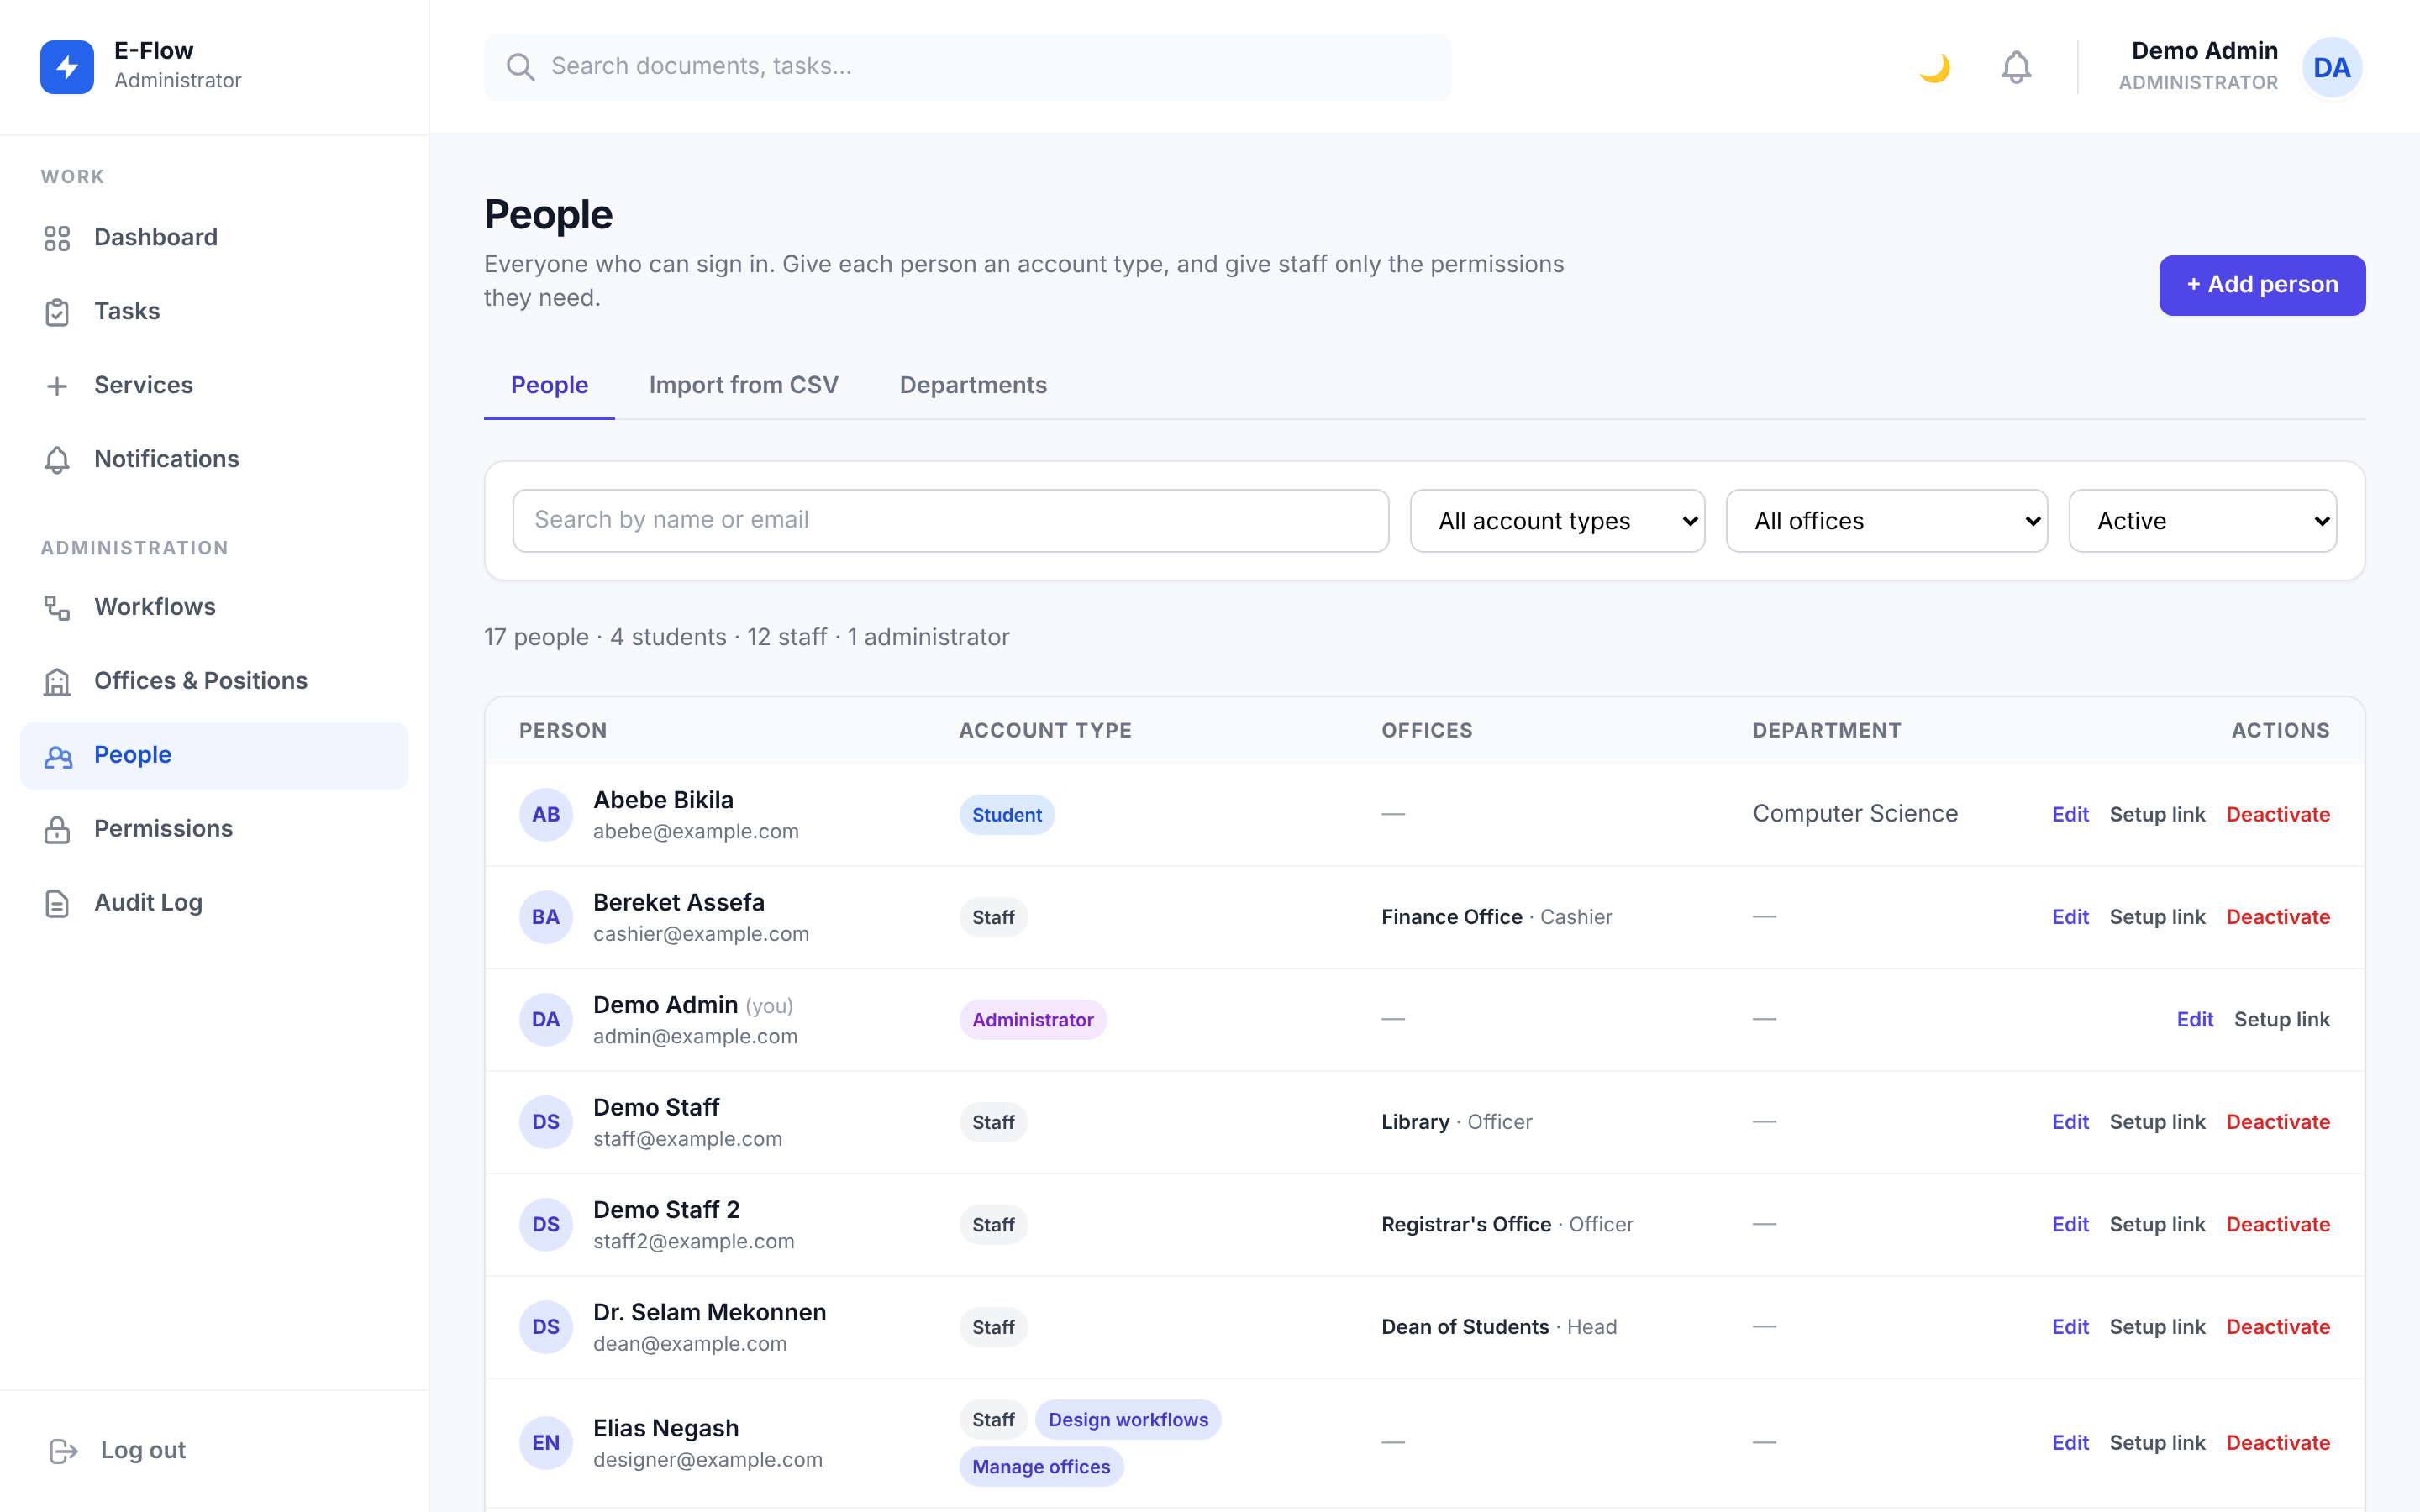 E-Flow
Administrator
WORK
Dashboard
Tasks
Services
Notifications
ADMINISTRATION
Workflows
Offices & Positions
People
Permissions
Audit Log
Log out
Search documents, tasks...
Demo Admin
ADMINISTRATOR
DA
People
Everyone who can sign in. Give each person an account type, and give staff only the permissions
they need.
+ Add person
People Import from CSV Departments
Search by name or email All account types All offices Active
17 people · 4 students · 12 staff · 1 administrator
PERSON ACCOUNT TYPE OFFICES DEPARTMENT ACTIONS
AB Abebe Bikila Student — Computer Science Edit Setup link Deactivate
abebe@example.com
BA Bereket Assefa Staff Finance Office · Cashier — Edit Setup link Deactivate
cashier@example.com
DA Demo Admin (you) Administrator — — Edit Setup link
admin@example.com
DS Demo Staff Staff Library · Officer — Edit Setup link Deactivate
staff@example.com
DS Demo Staff 2 Staff Registrar's Office · Officer — Edit Setup link Deactivate
staff2@example.com
DS Dr. Selam Mekonnen Staff Dean of Students · Head — Edit Setup link Deactivate
dean@example.com
EN Elias Negash Staff Design workflows — — Edit Setup link Deactivate
designer@example.com Manage offices